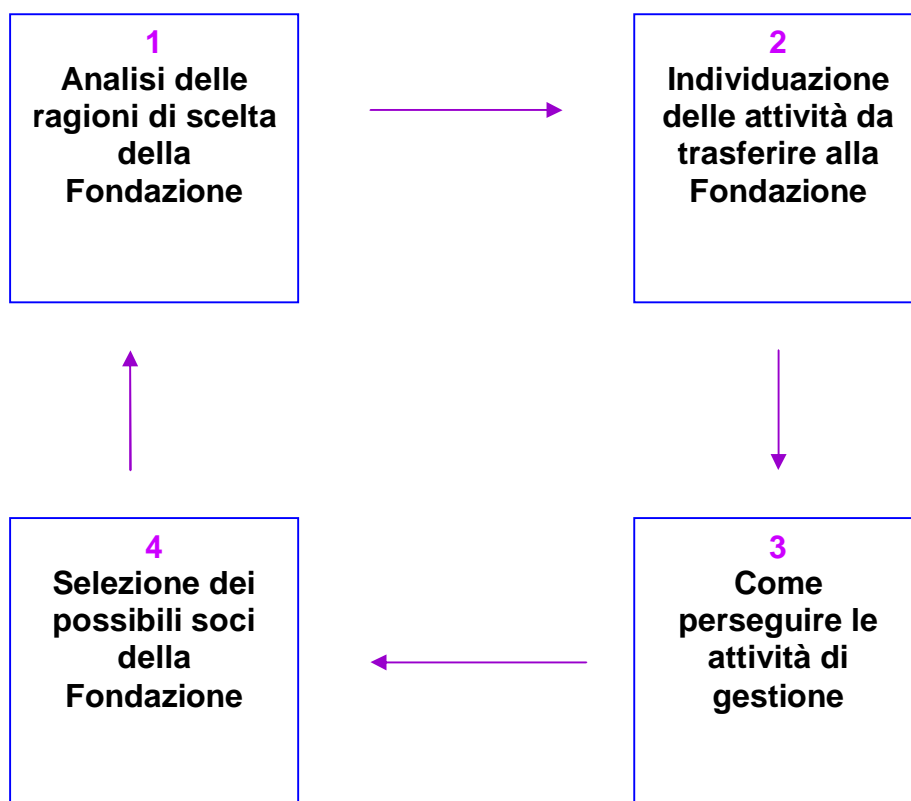 1
Analisi delle
ragioni di scelta
della
Fondazione
2
Individuazione
delle attività da
trasferire alla
Fondazione
4
Selezione dei
possibili soci
della
Fondazione
3
Come
perseguire le
attività di
gestione